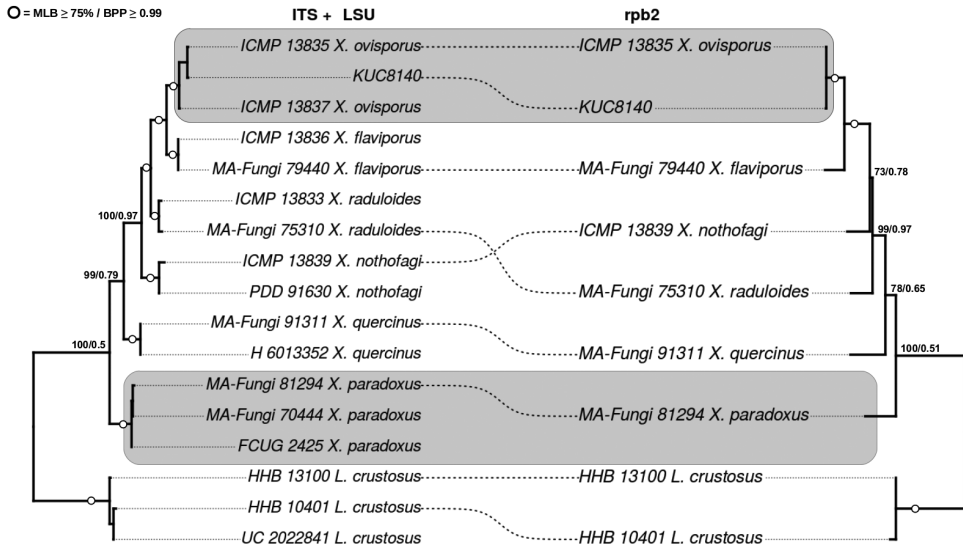 = MLB ≥ 75% / BPP ≥ 0.99
ITS + LSU rpb2
ICMP 13835 X. ovisporus ICMP 13835 X. ovisporus
KUC8140
ICMP 13837 X. ovisporus KUC8140
ICMP 13836 X. flaviporus
MA-Fungi 79440 X. flaviporus MA-Fungi 79440 X. flaviporus
73/0.78
ICMP 13833 X. raduloides
100/0.97
MA-Fungi 75310 X. raduloides ICMP 13839 X. nothofagi
99/0.97
ICMP 13839 X. nothofagi
99/0.79
PDD 91630 X. nothofagi MA-Fungi 75310 X. raduloides
78/0.65
MA-Fungi 91311 X. quercinus
100/0.5
H 6013352 X. quercinus MA-Fungi 91311 X. quercinus
100/0.51
MA-Fungi 81294 X. paradoxus
MA-Fungi 70444 X. paradoxus MA-Fungi 81294 X. paradoxus
FCUG 2425 X. paradoxus
HHB 13100 L. crustosus HHB 13100 L. crustosus
HHB 10401 L. crustosus
UC 2022841 L. crustosus HHB 10401 L. crustosus